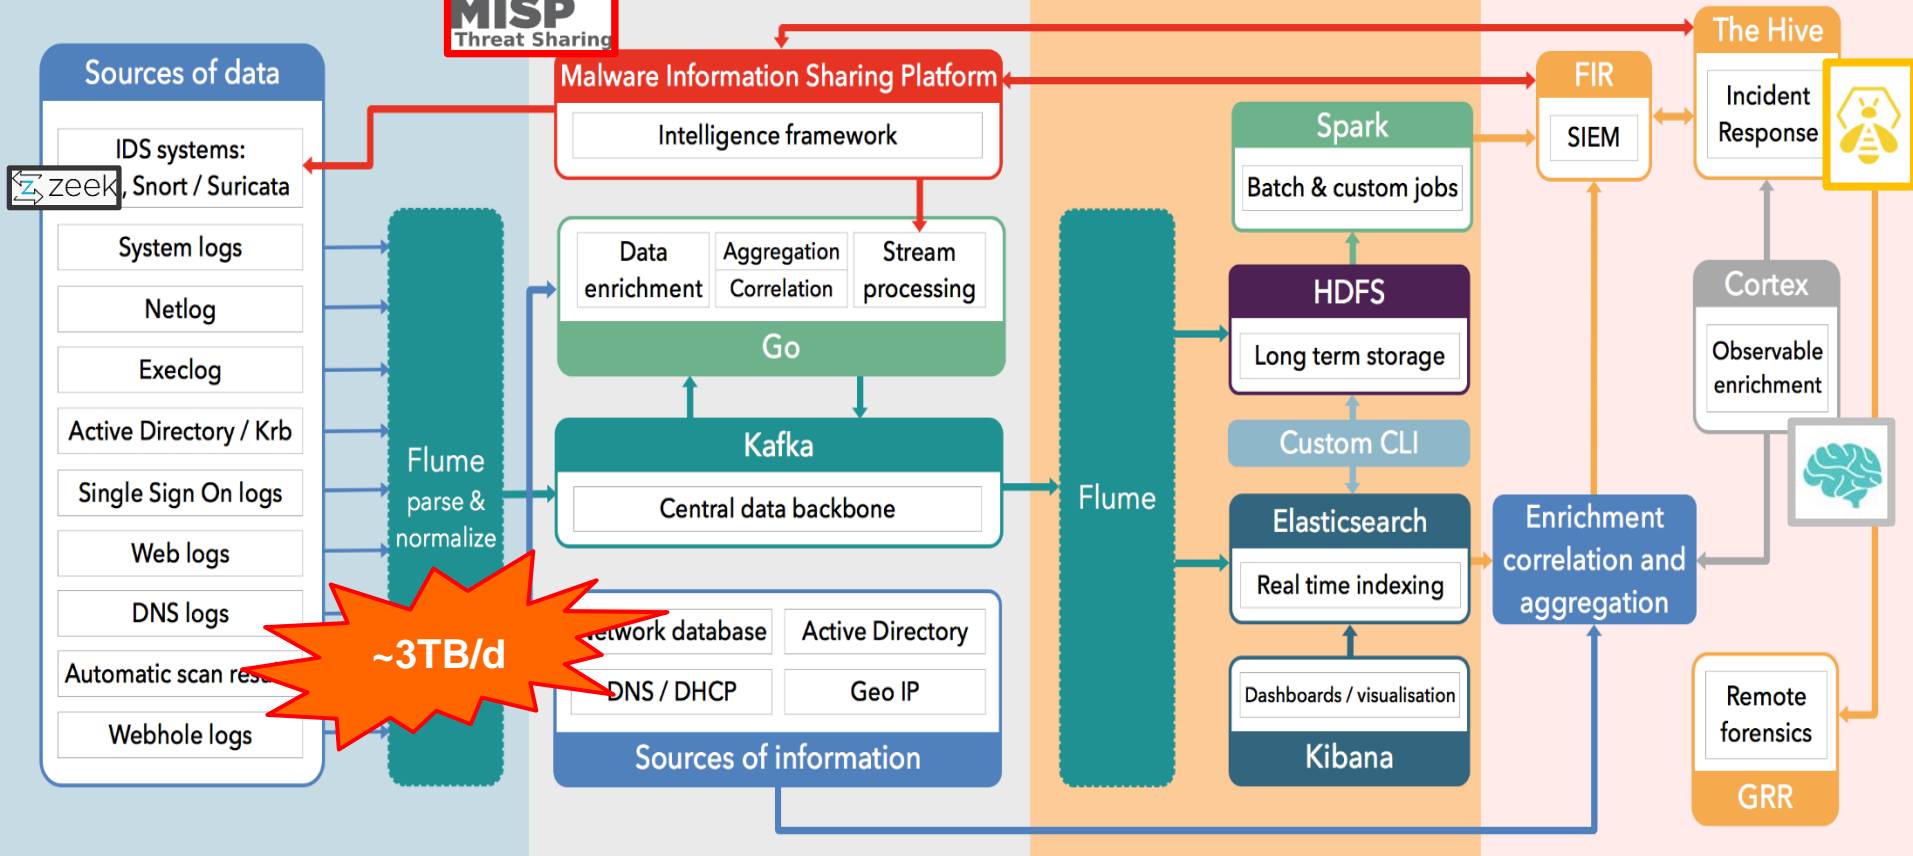 MISP
Threat Sharing
Sources of data
IDS systems:
zeek, Snort / Suricata
System logs
Netlog
Execlog
Active Directory / Krb
Single Sign On logs
Web logs
DNS logs
Automatic scan
Webhole logs
Flume
parse &
normalize
~3TB/d
Malware Information Sharing Platform
Intelligence framework
Data
enrichment
Aggregation
Correlation
Stream
processing
Go
Kafka
Central data backbone
Network database
Active Directory
DNS / DHCP
Geo IP
Sources of information
Flume
Spark
Batch & custom jobs
HDFS
Long term storage
Custom CLI
Elasticsearch
Real time indexing
Dashboards / visualisation
Kibana
FIR
SIEM
Enrichment
correlation and
aggregation
The Hive
Incident
Response
Cortex
Observable
enrichment
Remote
forensics
GRR